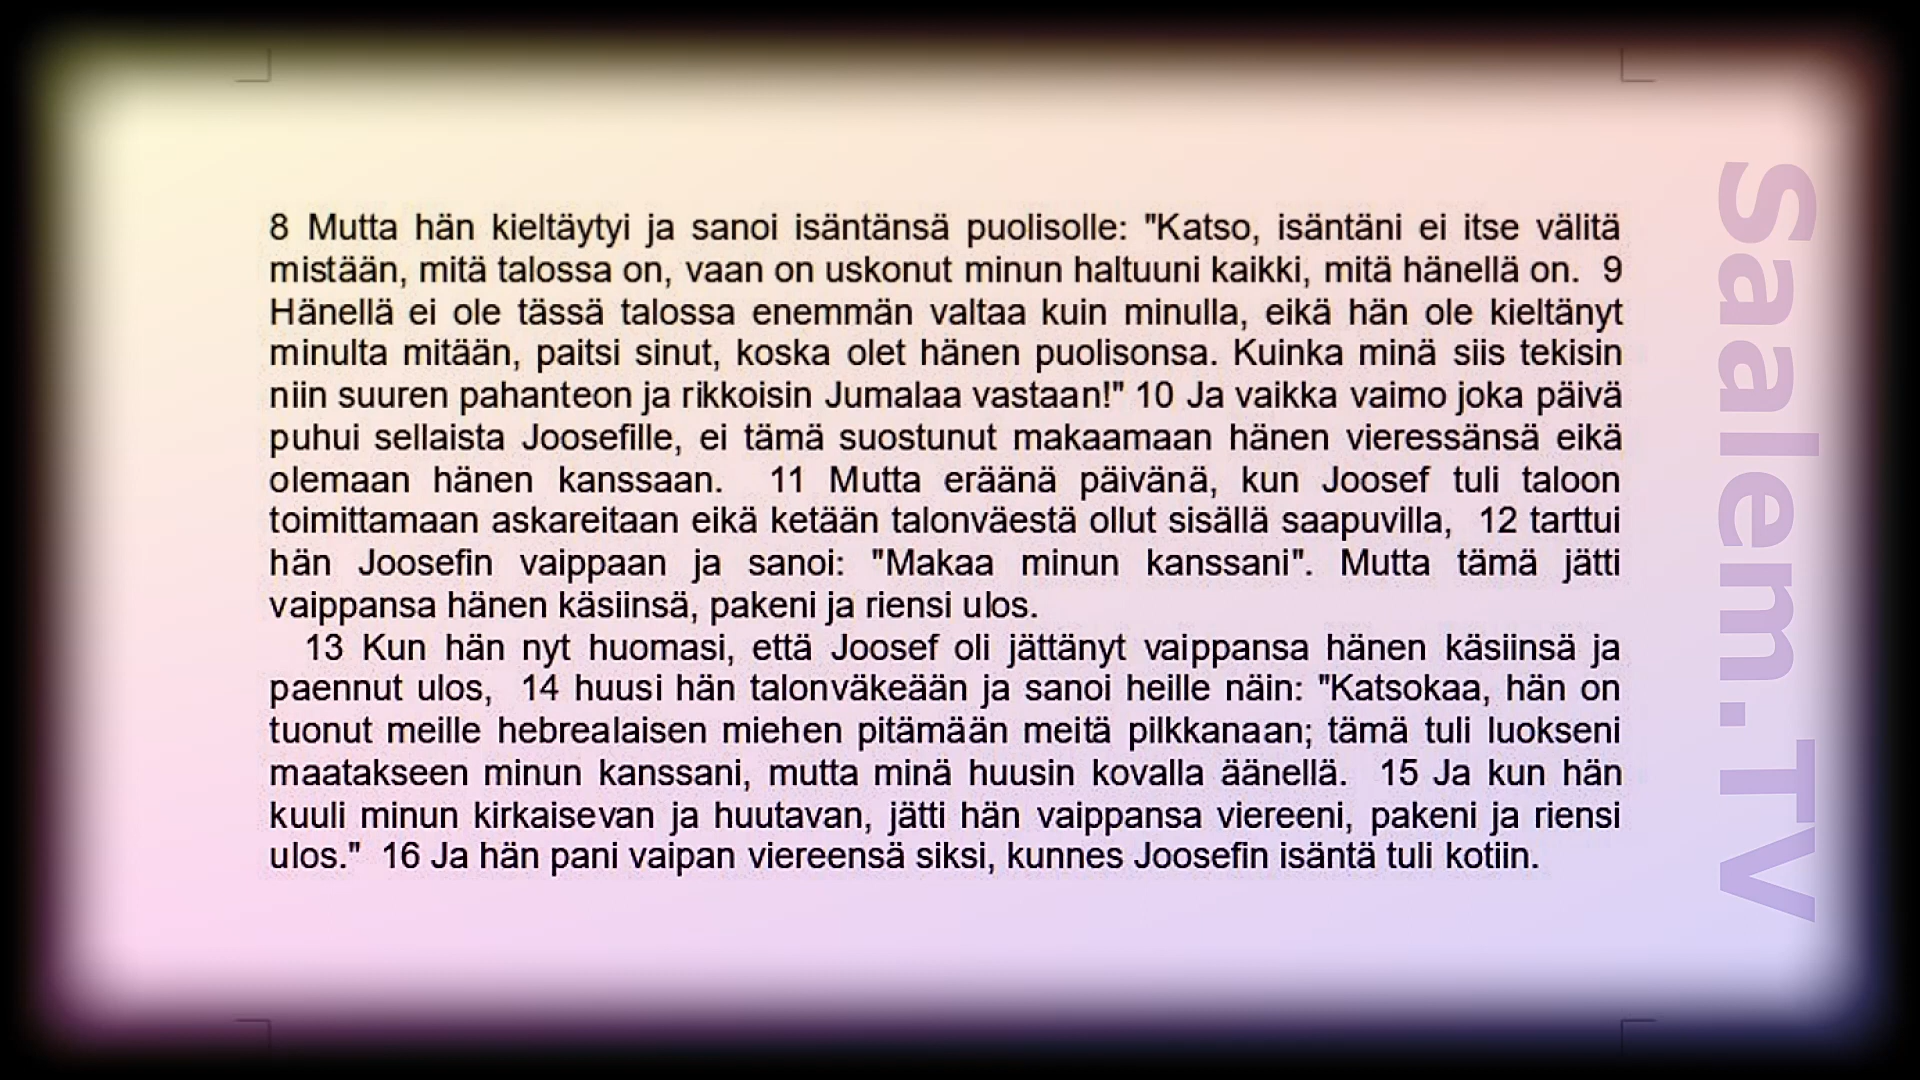 8 Mutta hän kieltäytyi ja sanoi isäntänsä puolisolle: "Katso, isäntäni ei itse välitä
mistään, mitä talossa on, vaan on uskonut minun haltuuni kaikki, mitä hänellä on. 9
Hänellä ei ole tässä talossa enemmän valtaa kuin minulla, eikä hän ole kieltänyt
minulta mitään, paitsi sinut, koska olet hänen puolisonsa. Kuinka minä siis tekisin
niin suuren pahanteon ja rikkoisin Jumalaa vastaan!" 10 Ja vaikka vaimo joka päivä
puhui sellaista Joosefille, ei tämä suostunut makaamaan hänen vieressänsä eikä
olemaan hänen kanssaan. 11 Mutta eräänä päivänä, kun Joosef tuli taloon
toimittamaan askareitaan eikä ketään talonväestä ollut sisällä saapuvilla, 12 tarttui
hän Joosefin vaippaan ja sanoi: "Makaa minun kanssani". Mutta tämä jätti
vaippansa hänen käsiinsä, pakeni ja riensi ulos.
13 Kun hän nyt huomasi, että Joosef oli jättänyt vaippansa hänen käsiinsä ja
paennut ulos, 14 huusi hän talonväkeään ja sanoi heille näin: "Katsokaa, hän on
tuonut meille hebrealaisen miehen pitämään meitä pilkkanaan; tämä tuli luokseni
maatakseen minun kanssani, mutta minä huusin kovalla äänellä. 15 Ja kun hän
kuuli minun kirkaisevan ja huutavan, jätti hän vaippansa viereeni, pakeni ja riensi
ulos." 16 Ja hän pani vaipan viereensä siksi, kunnes Joosefin isäntä tuli kotiin.
Saalem.TV